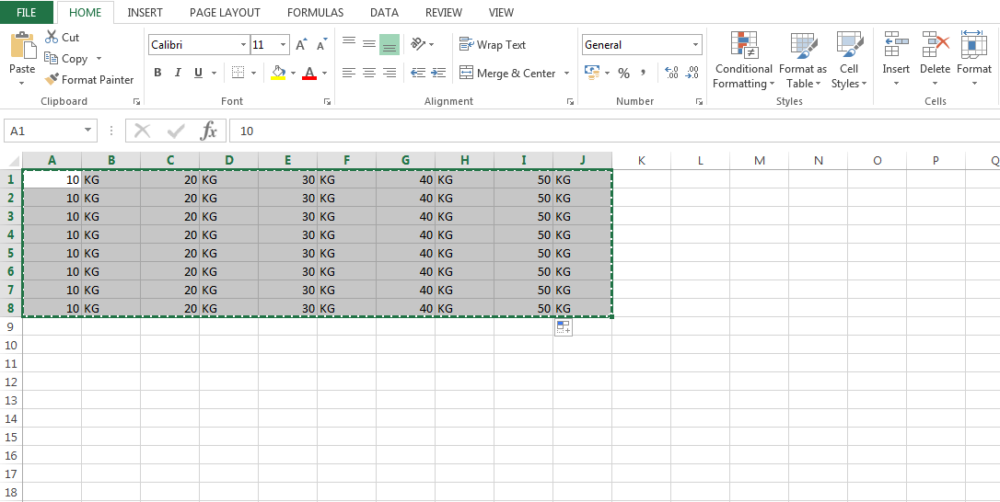 FILE HOME INSERT PAGE LAYOUT FORMULAS DATA REVIEW VIEW
Paste
Cut
Copy
Format Painter
Clipboard
Calibri 11 A A
B I U A
Font
Wrap Text
Merge & Center
Alignment
General
% , .0 .00 .00 .0
Number
Conditional Formatting
Format as Table
Cell Styles
Styles
Insert Delete Format
Cells
A1 fx 10
A B C D E F G H I J K L M N O P Q
1 10 KG 20 KG 30 KG 40 KG 50 KG
2 10 KG 20 KG 30 KG 40 KG 50 KG
3 10 KG 20 KG 30 KG 40 KG 50 KG
4 10 KG 20 KG 30 KG 40 KG 50 KG
5 10 KG 20 KG 30 KG 40 KG 50 KG
6 10 KG 20 KG 30 KG 40 KG 50 KG
7 10 KG 20 KG 30 KG 40 KG 50 KG
8 10 KG 20 KG 30 KG 40 KG 50 KG
9
10
11
12
13
14
15
16
17
18